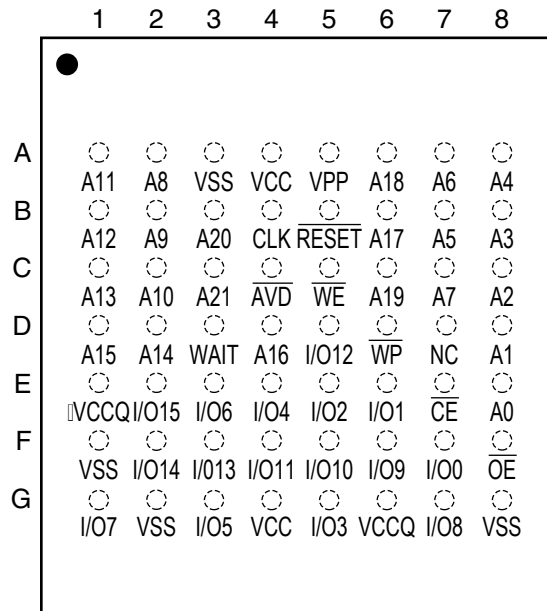 1 2 3 4 5 6 7 8
A
A11 A8 VSS VCC VPP A18 A6 A4
B
A12 A9 A20 CLK RESET A17 A5 A3
C
A13 A10 A21 AVD WE A19 A7 A2
D
A15 A14 WAIT A16 I/O12 WP NC A1
E
VCCQ I/O15 I/O6 I/O4 I/O2 I/O1 CE A0
F
VSS I/O14 I/013 I/O11 I/O10 I/O9 I/O0 OE
G
I/O7 VSS I/O5 VCC I/O3 VCCQ I/O8 VSS